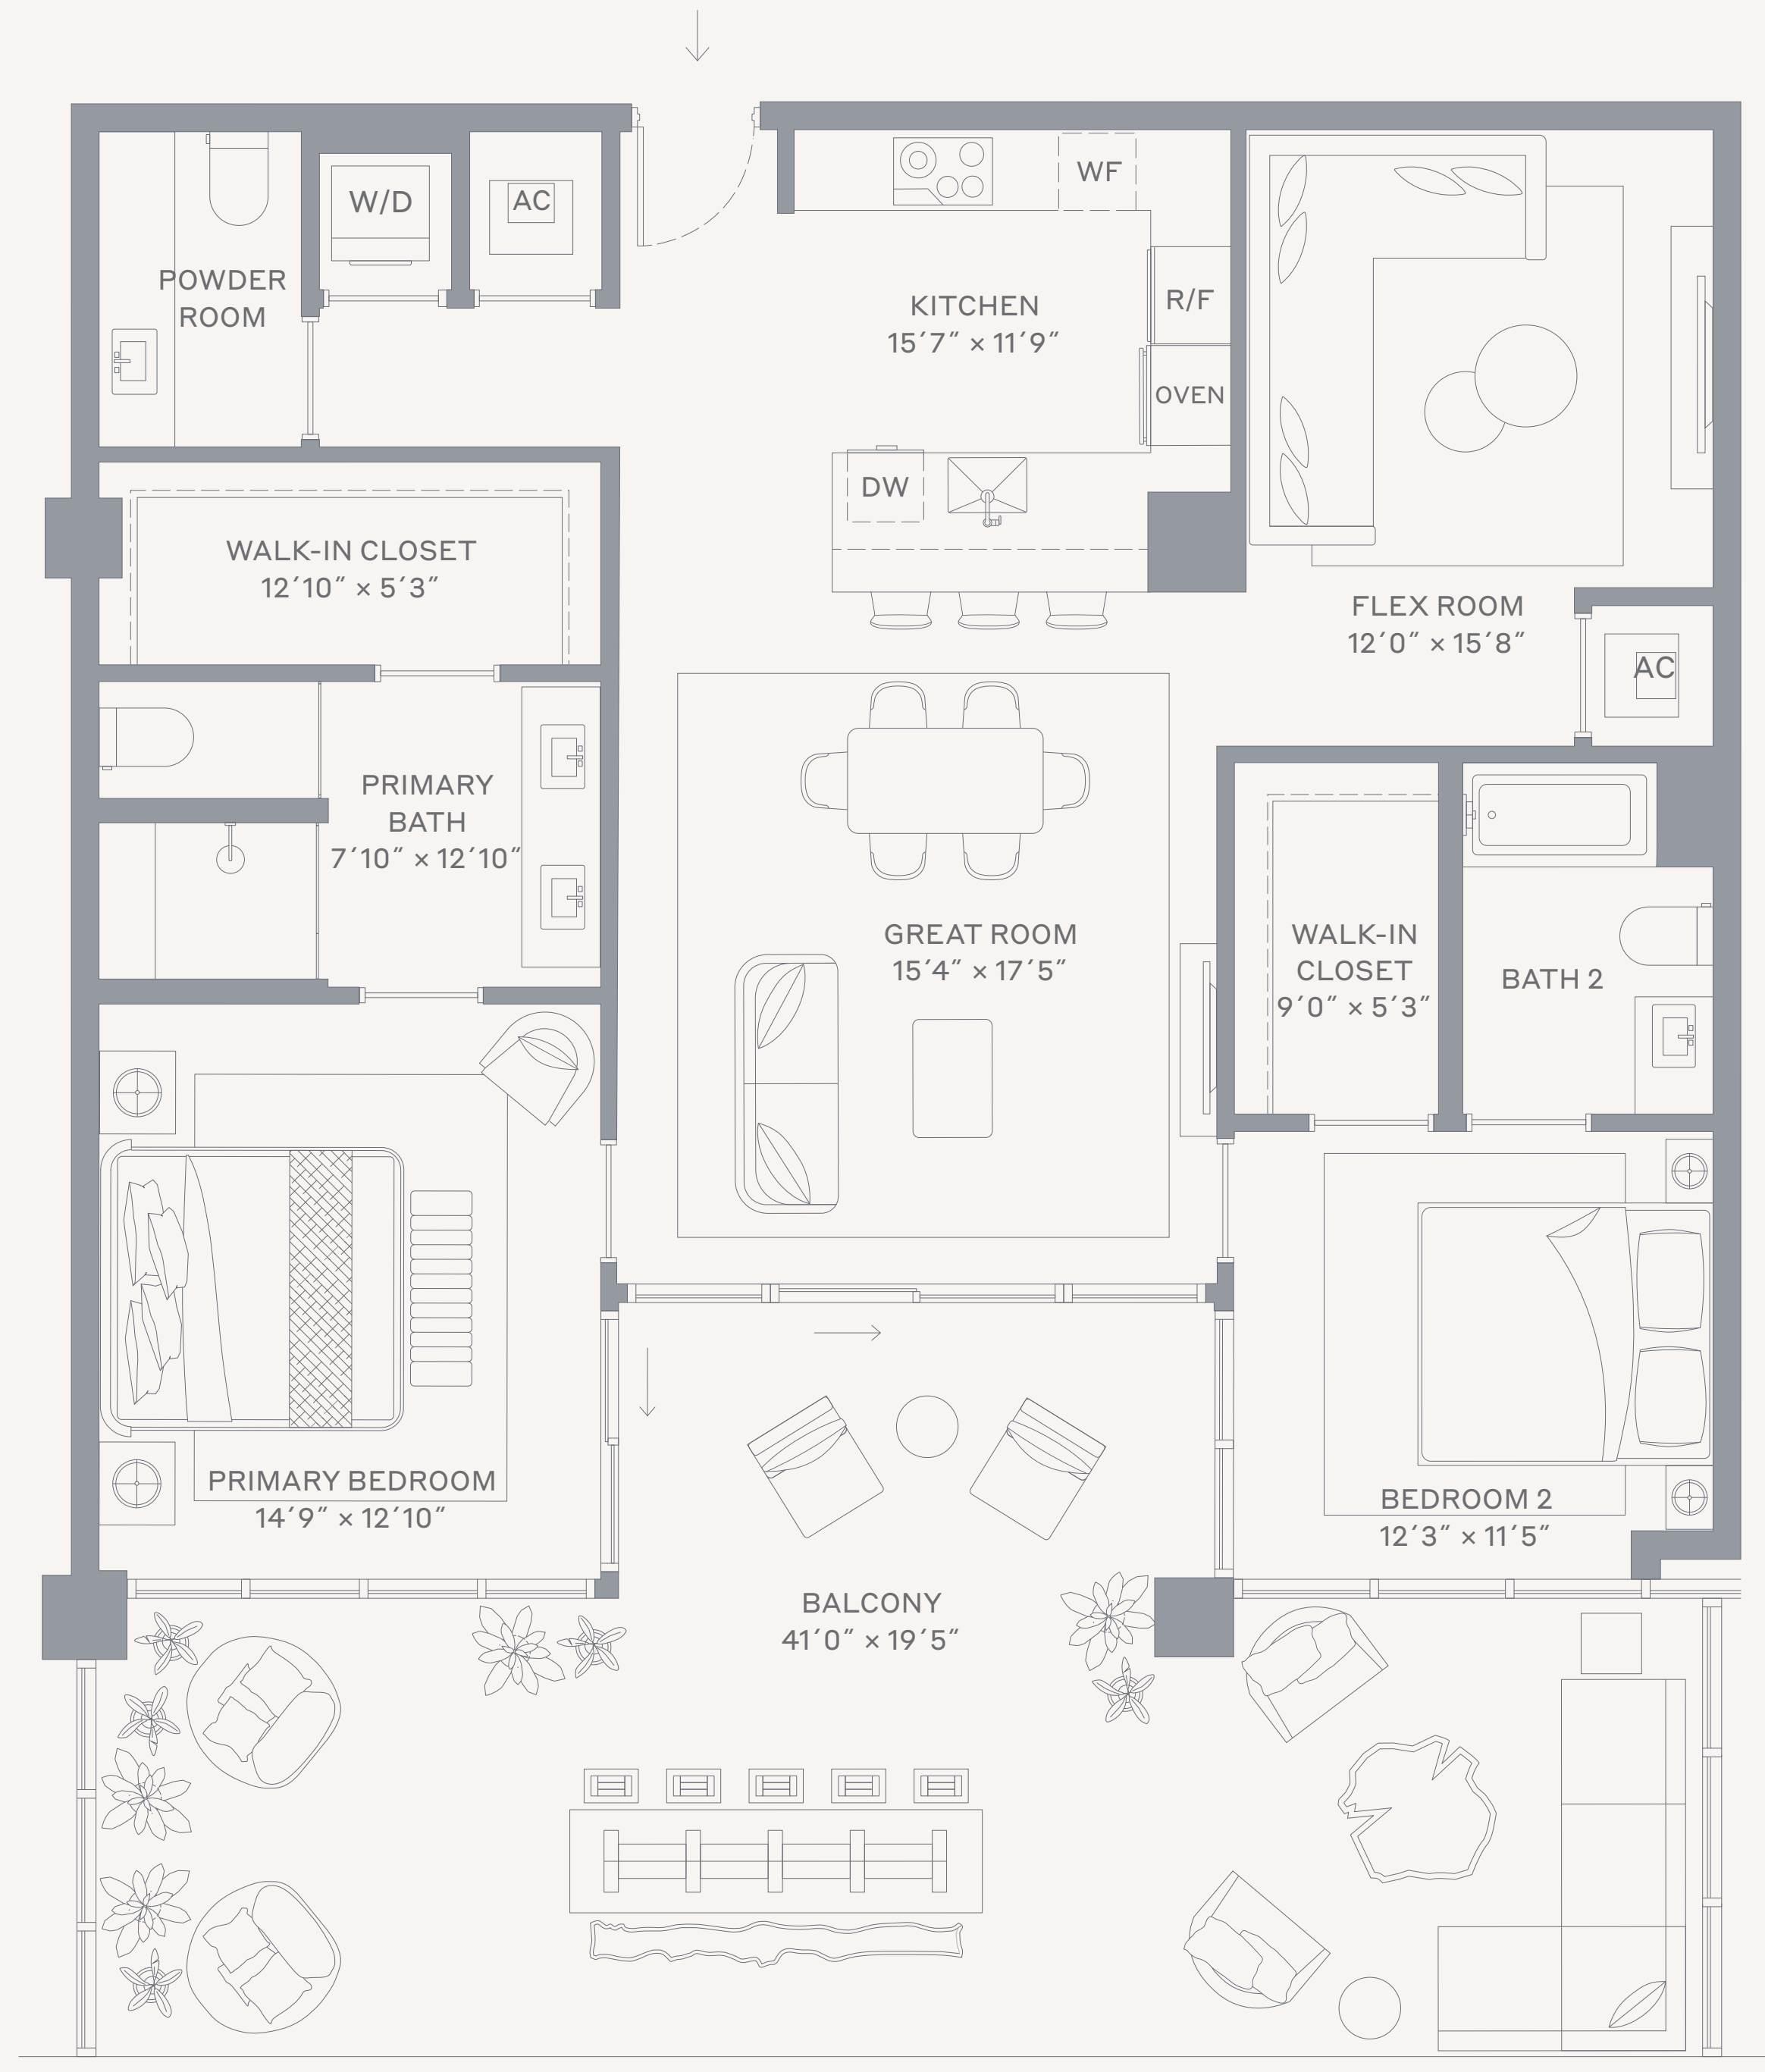 W/D
AC
WF
POWDER
ROOM
KITCHEN
15′7″ × 11′9″
R/F
OVEN
DW
WALK-IN CLOSET
12′10″ × 5′3″
FLEX ROOM
12′0″ × 15′8″
AC
PRIMARY
BATH
7′10″ × 12′10″
GREAT ROOM
15′4″ × 17′5″
WALK-IN
CLOSET
9′0″ × 5′3″
BATH 2
PRIMARY BEDROOM
14′9″ × 12′10″
BEDROOM 2
12′3″ × 11′5″
BALCONY
41′0″ × 19′5″